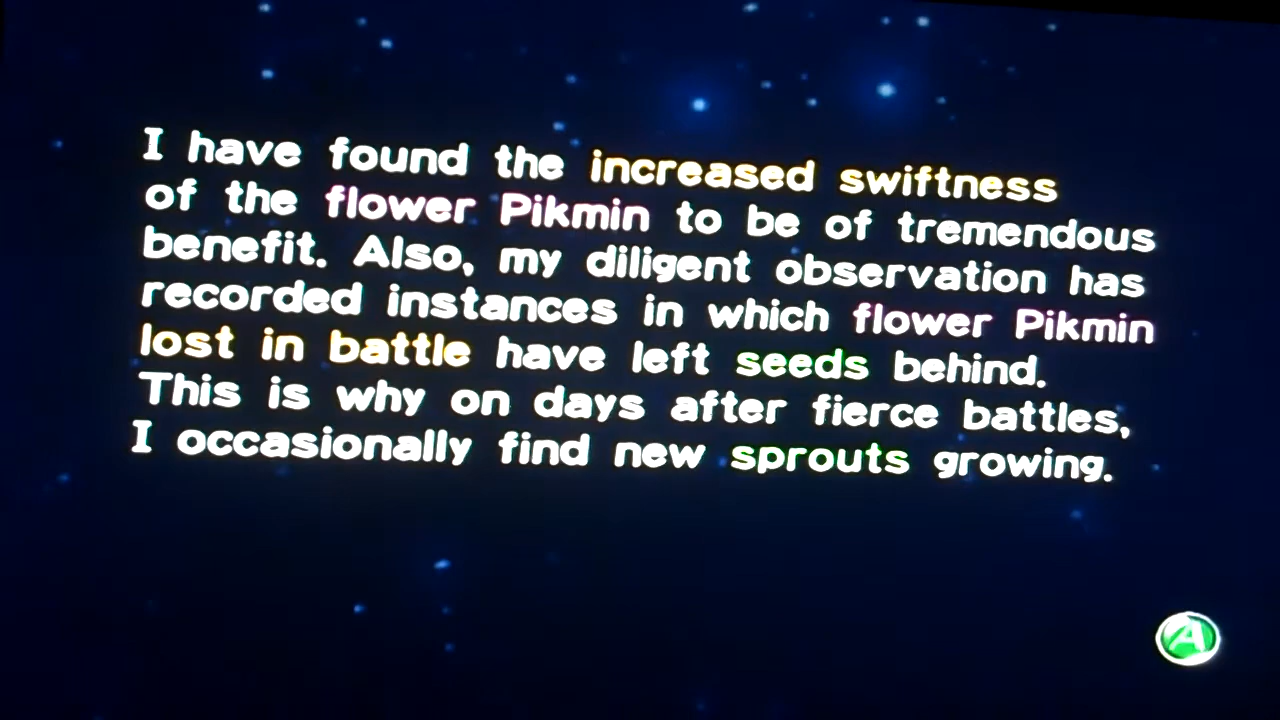 I have found the increased swiftness
of the flower Pikmin to be of tremendous
benefit. Also, my diligent observation has
recorded instances in which flower Pikmin
lost in battle have left seeds behind.
This is why on days after fierce battles,
I occasionally find new sprouts growing.
A